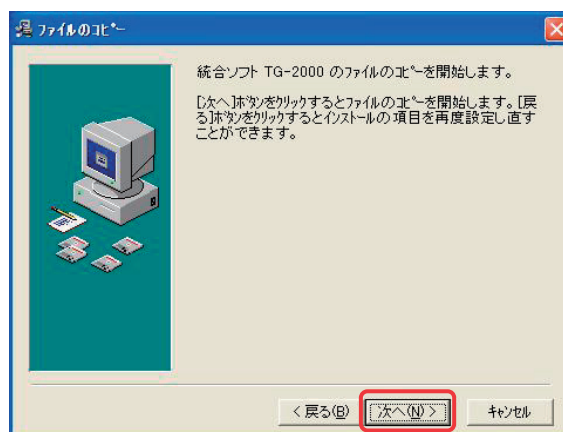 ファイルのコピー
統合ソフト TG-2000 のファイルのコピーを開始します。
[次へ]ボタンをクリックするとファイルのコピーを開始します。[戻
る]ボタンをクリックするとインストールの項目を再度設定し直す
ことができます。
< 戻る(B) 次へ(N) > キャンセル